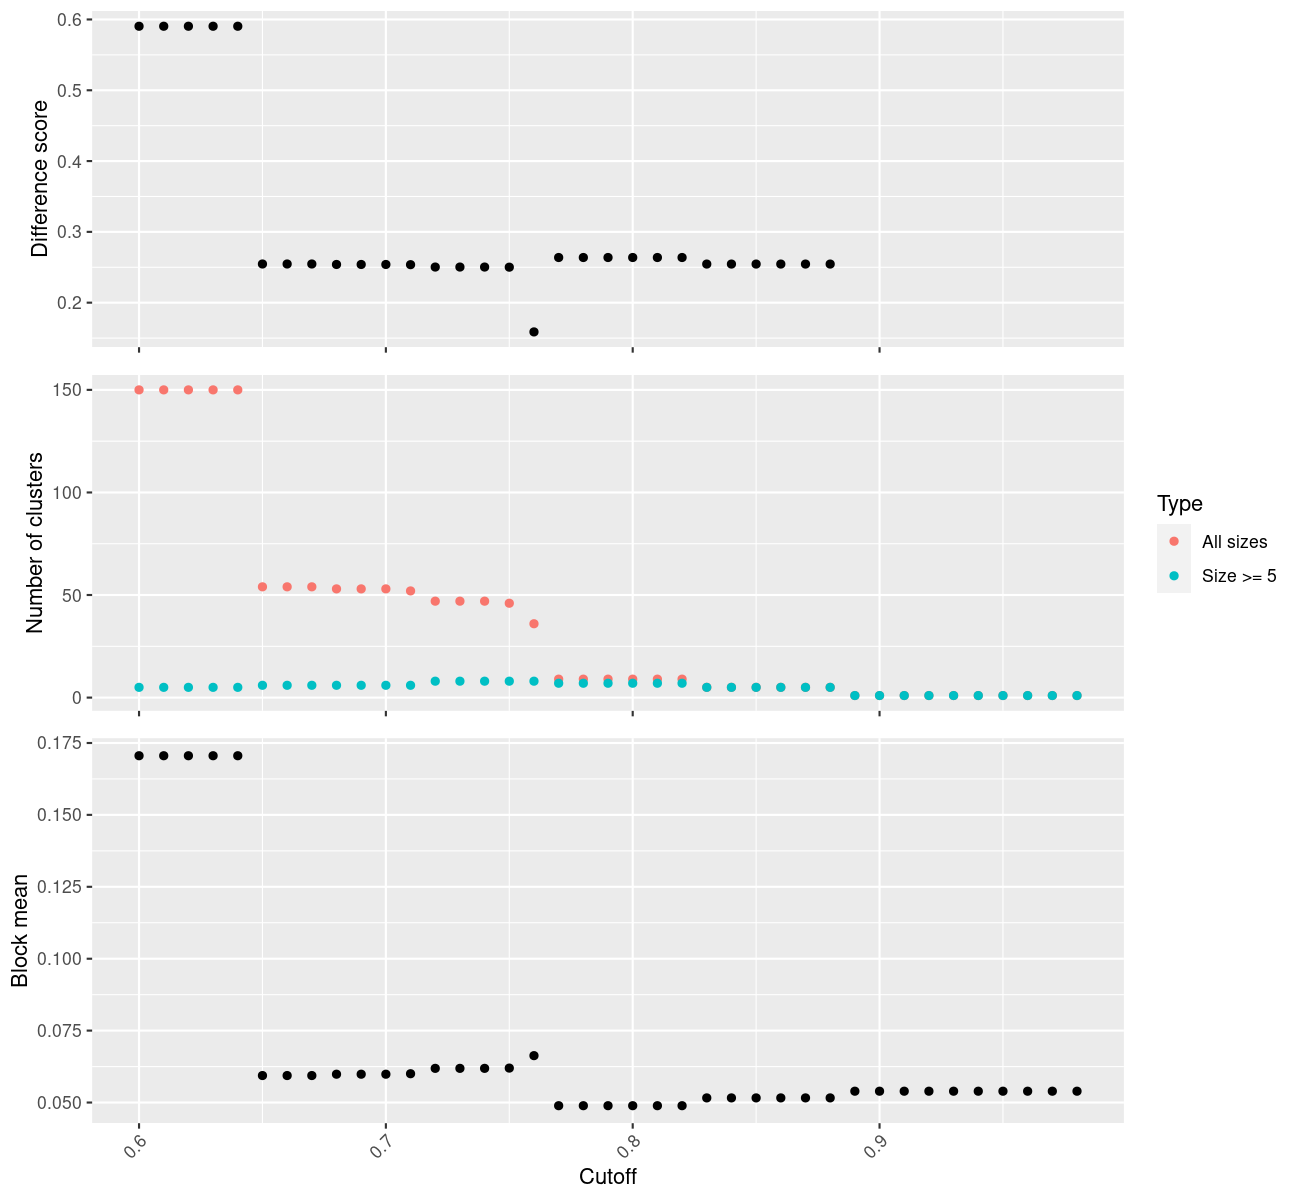 0.6
0.5
0.4
0.3
0.2
Difference score
150
100
50
0
Number of clusters
Type
All sizes
Size >= 5
0.175
0.150
0.125
0.100
0.075
0.050
Block mean
0.6
0.7
0.8
0.9
Cutoff